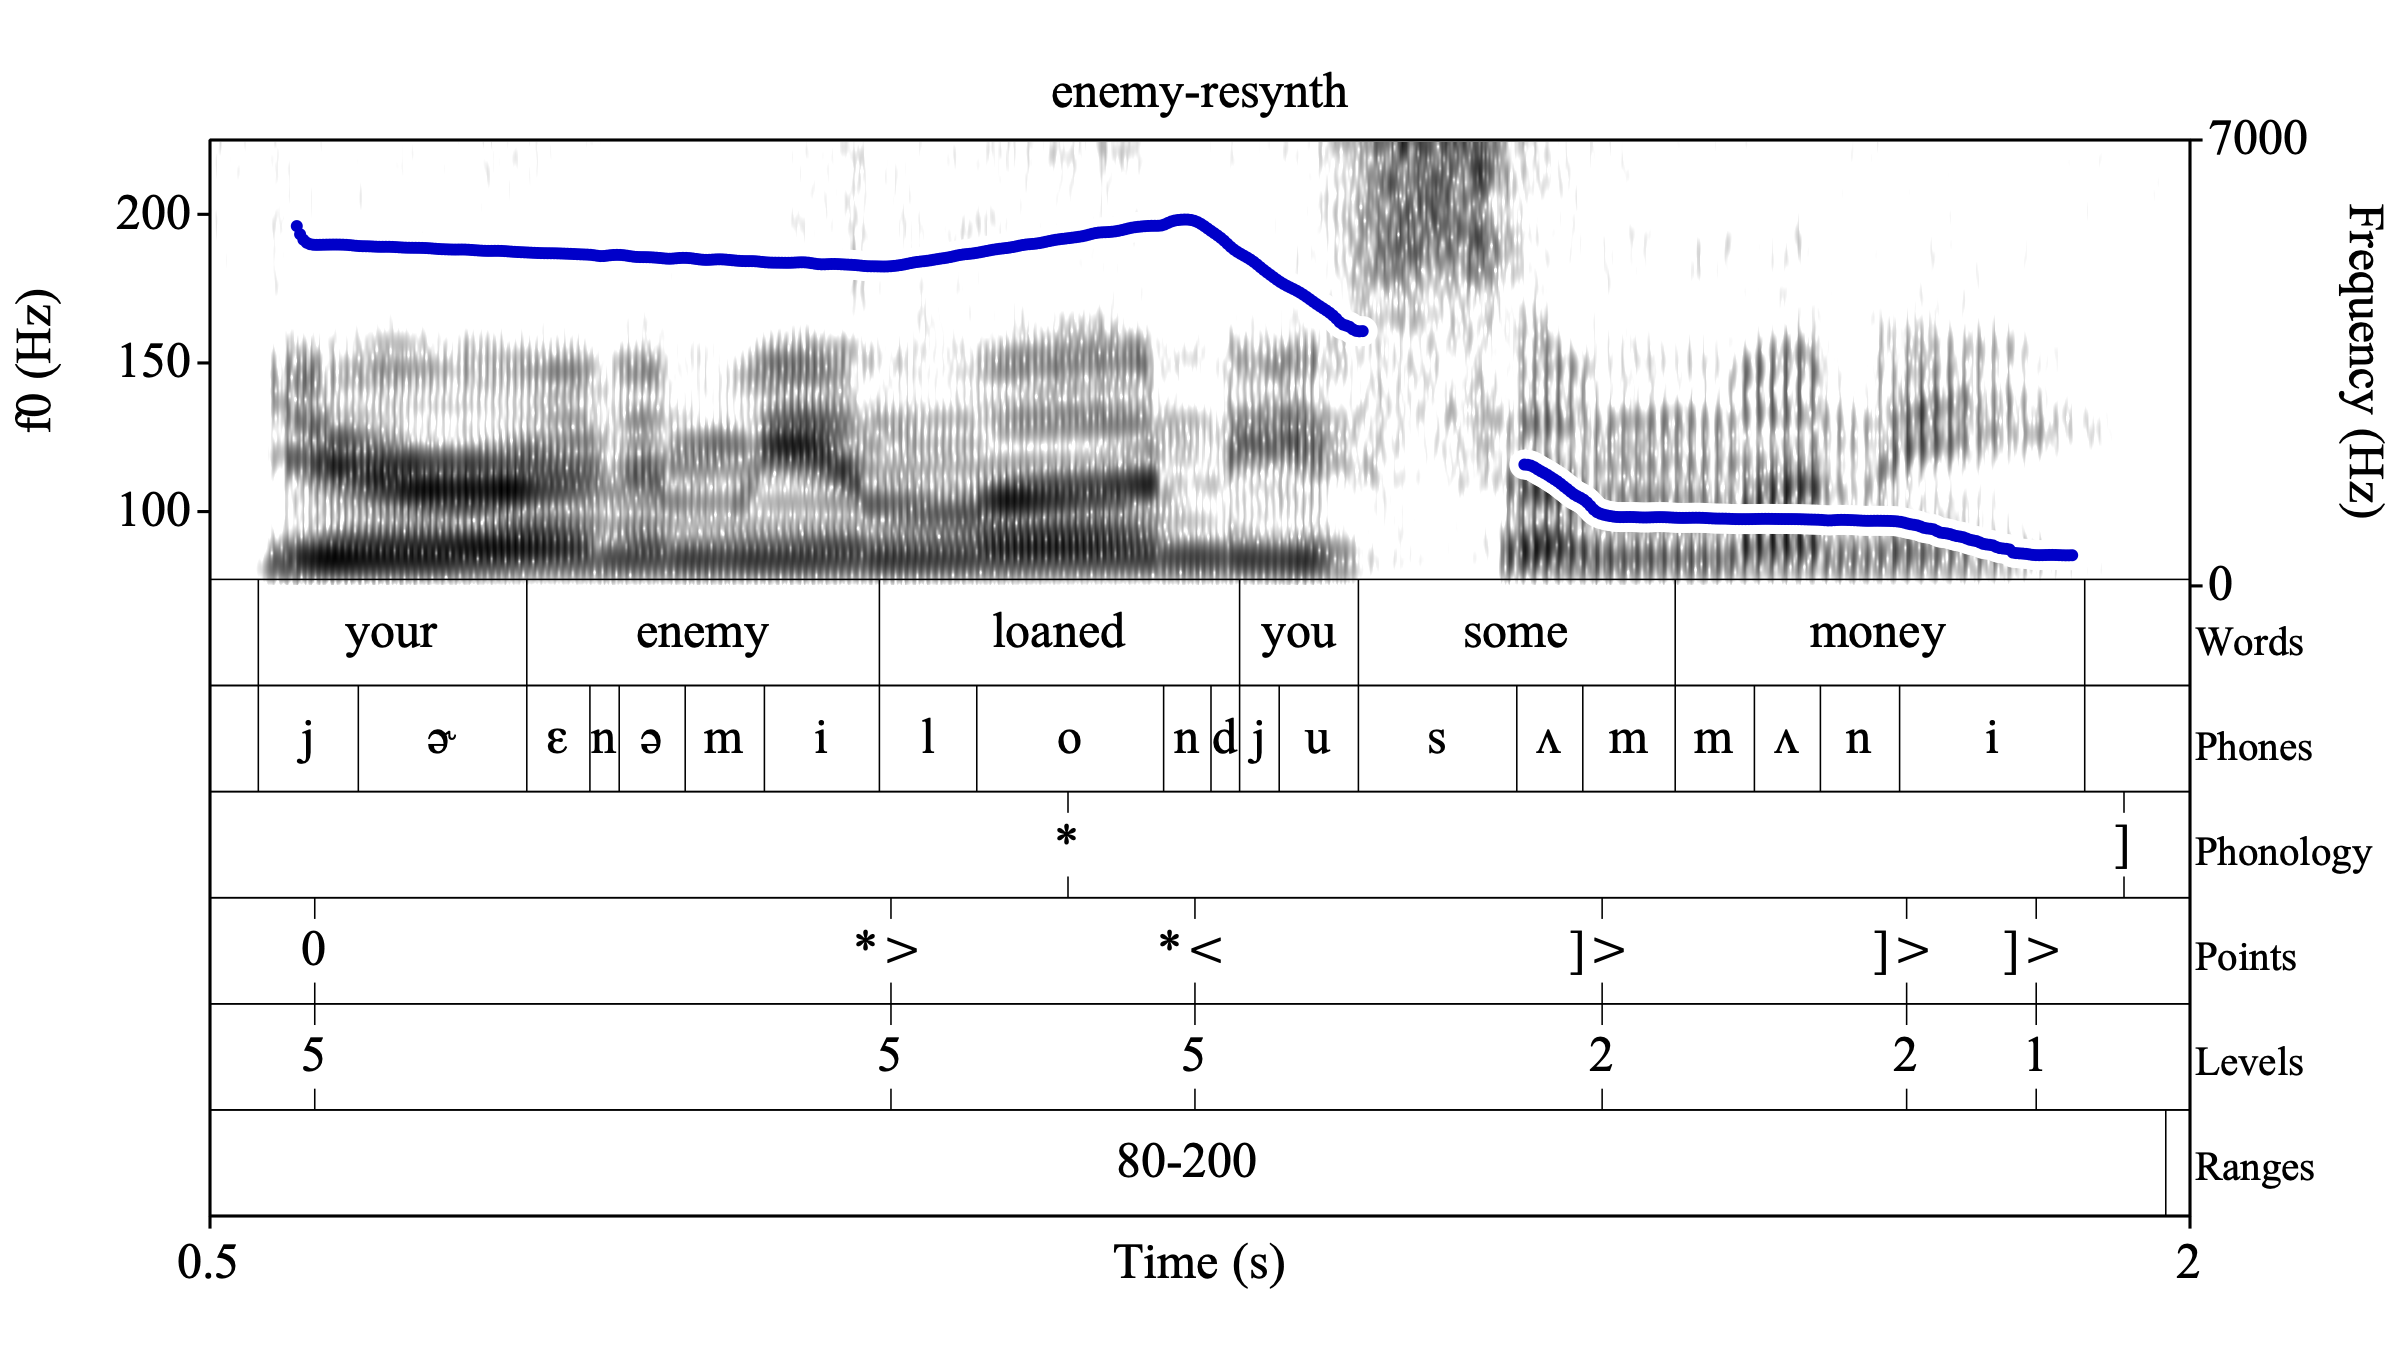 enemy-resynth
7000
200
150
100
f0 (Hz)
Frequency (Hz)
0
your enemy loaned you some money Words
j ɚ ɛ n ə m i l o n d j u s ʌ m m ʌ n i Phones
* ] Phonology
0 *> *< ]> ]> ]> Points
5 5 5 2 2 1 Levels
80-200 Ranges
0.5 Time (s) 2